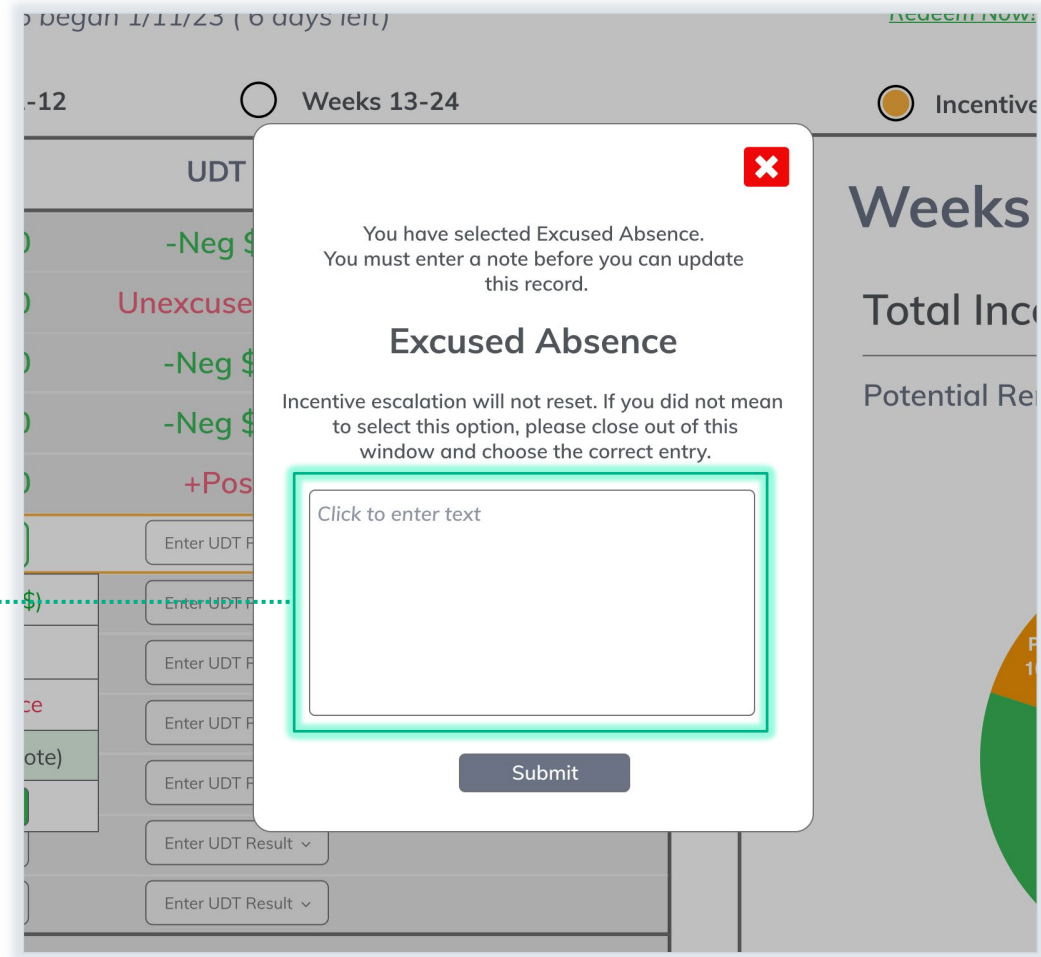 began 1/11/23 ( 6 days left)
Redeem Now!
-12
Weeks 13-24
Incentive
UDT
-Neg $
Unexcuse
-Neg $
-Neg $
+Pos
Enter UDT
$)
Enter UDT
Enter UDT
ce
Enter UDT
ote)
Enter UDT
Enter UDT Result
Enter UDT Result
You have selected Excused Absence.
You must enter a note before you can update
this record.
Excused Absence
Incentive escalation will not reset. If you did not mean
to select this option, please close out of this
window and choose the correct entry.
Click to enter text
Submit
Weeks
Total Inc
Potential Re